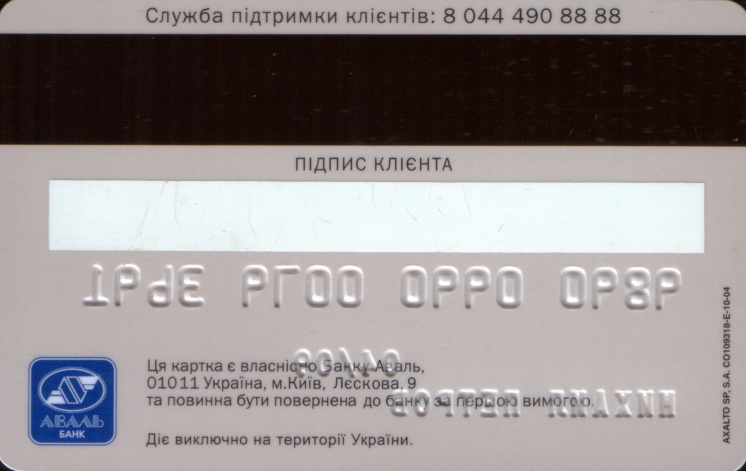 Служба підтримки клієнтів: 8 044 490 88 88
ПІДПИС КЛІЄНТА
Ця картка є власністю Банку Аваль,
01011 Україна, м.Київ, Лєскова, 9
та повинна бути повернена до банку за першою вимогою.
Діє виключно на території України.
АВАЛЬ
БАНК
AXALTO SP, S.A. CO109318-E-10-04